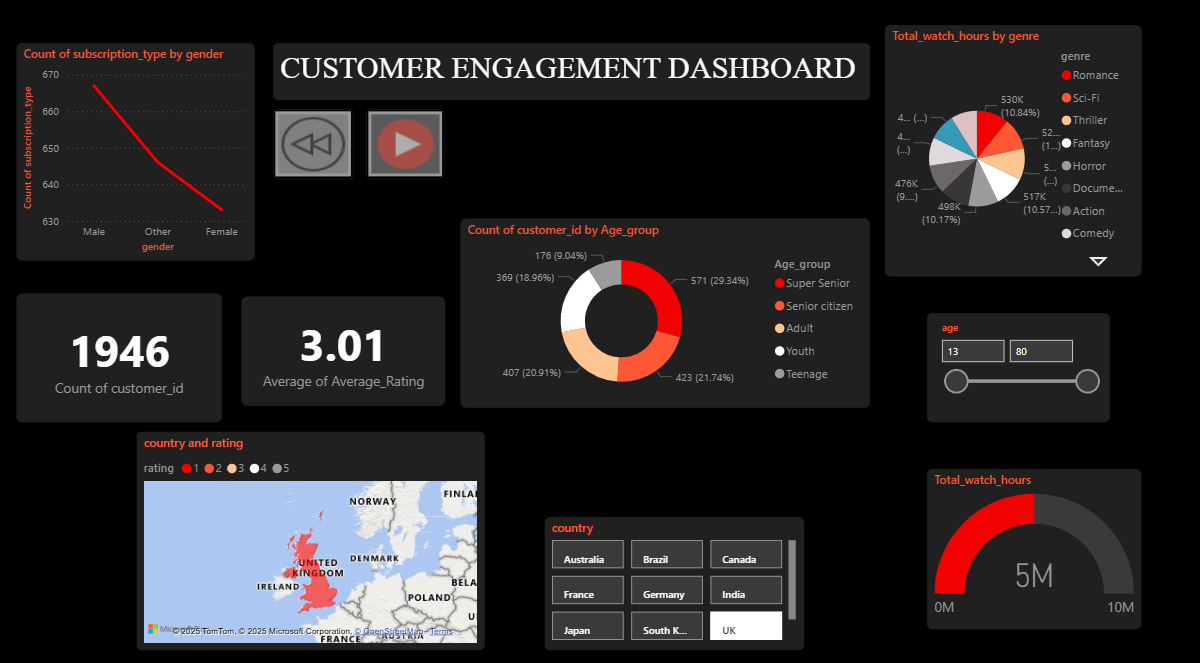 Count of subscription_type by gender
Count of subscription_type
670
660
650
640
630
Male Other Female
gender
CUSTOMER ENGAGEMENT DASHBOARD
Total_watch_hours by genre
530K
(10.84%)
52...
(1...)
5...
(...)
517K
(10.57...)
498K
(10.17%)
476K
(9....)
4...
(...)
4... (...)
genre
Romance
Sci-Fi
Thriller
Fantasy
Horror
Docume...
Action
Comedy
Count of customer_id by Age_group
176 (9.04%)
369 (18.96%)
571 (29.34%)
407 (20.91%)
423 (21.74%)
Age_group
Super Senior
Senior citizen
Adult
Youth
Teenage
1946
Count of customer_id
3.01
Average of Average_Rating
age
13 80
country and rating
rating 1 2 3 4 5
NORWAY
FINLA
UNITED
KINGDOM
DENMARK
IRELAND
BELA
POLAND
U
FRANCE
AUSTRIA
© 2025 TomTom, © 2025 Microsoft Corporation, © OpenStreetMap Terms
country
Australia Brazil Canada
France Germany India
Japan South K... UK
Total_watch_hours
5M
0M 10M